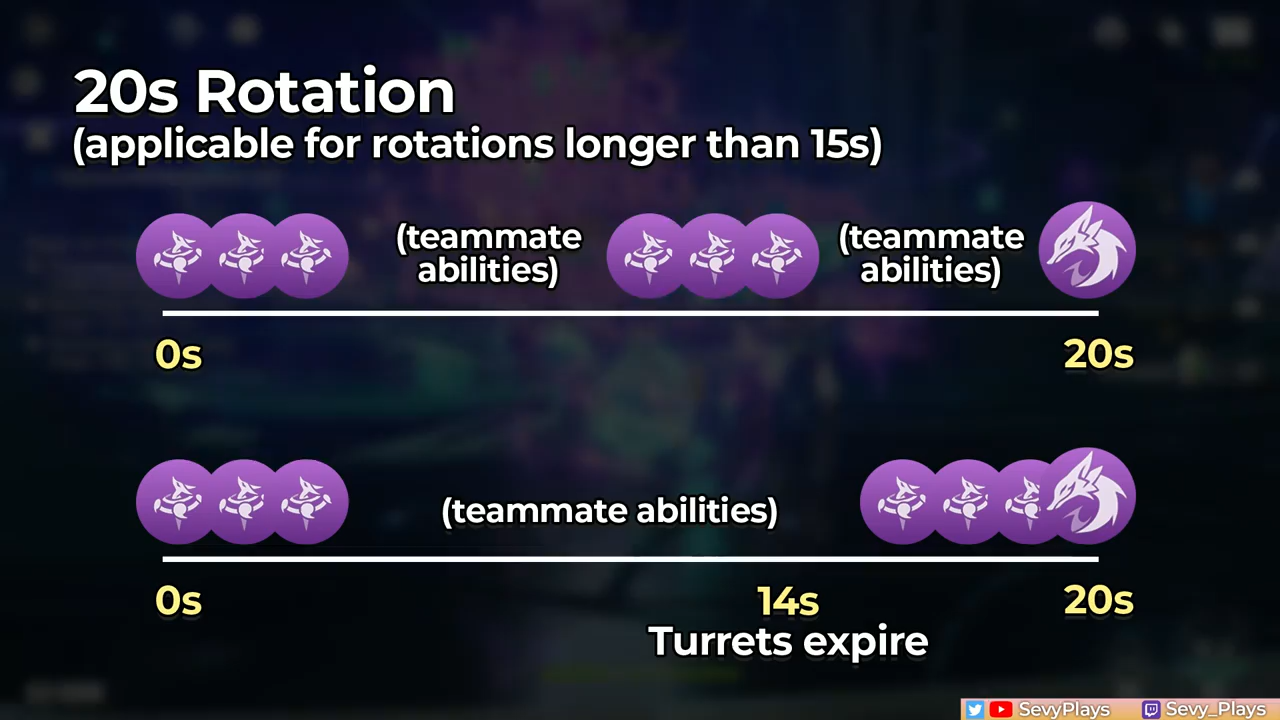 20s Rotation
(applicable for rotations longer than 15s)
(teammate
abilities)
(teammate
abilities)
0s
20s
(teammate abilities)
0s
14s
20s
Turrets expire
SevyPlays
Sevy_Plays